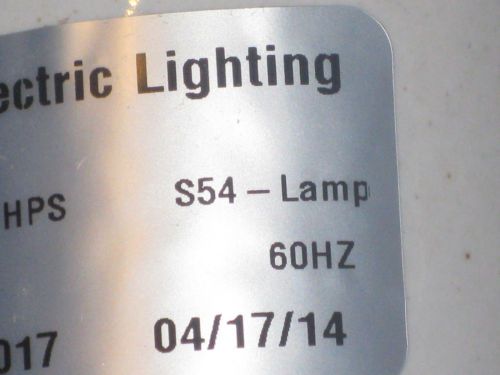 ectric Lighting
HPS S54 – Lamp
60HZ
017 04/17/14